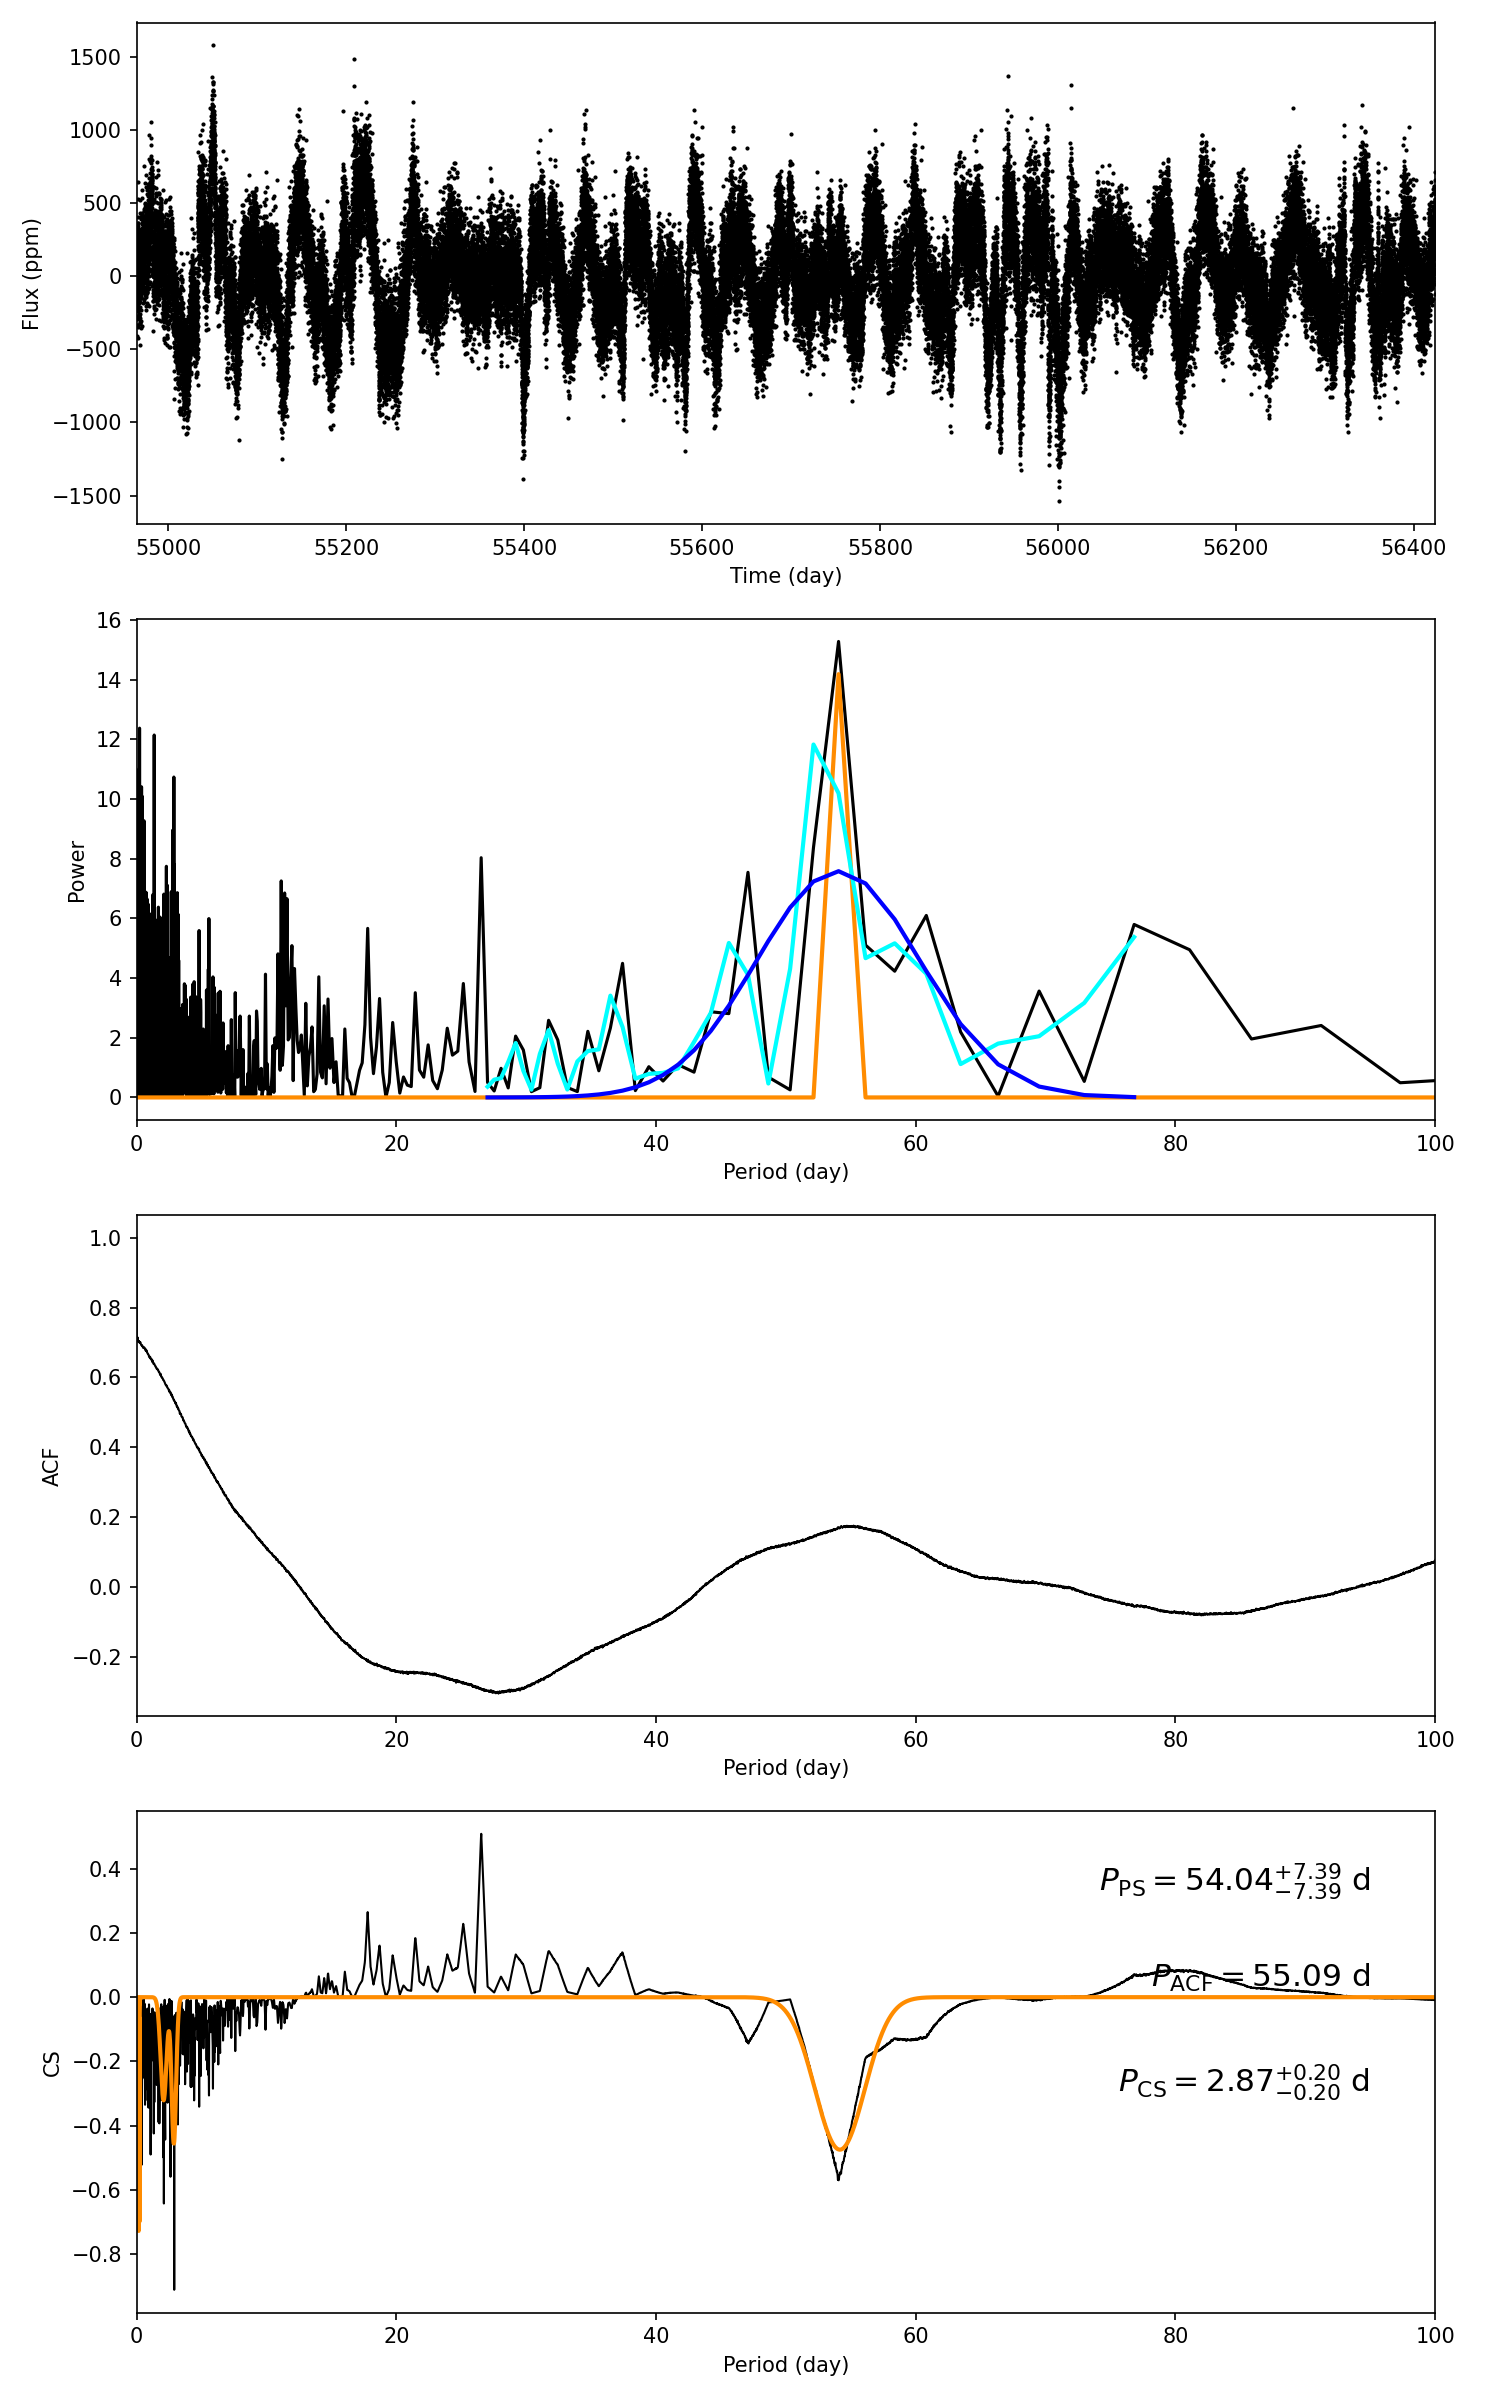 1500
1000
500
0
−500
−1000
−1500
Flux (ppm)
55000 55200 55400 55600 55800 56000 56200 56400
Time (day)
16
14
12
10
8
6
4
2
0
Power
0 20 40 60 80 100
Period (day)
1.0
0.8
0.6
0.4
0.2
0.0
−0.2
ACF
0 20 40 60 80 100
Period (day)
0.4
0.2
0.0
−0.2
−0.4
−0.6
−0.8
CS
P_PS = 54.04^{+7.39}_{−7.39} d
P_ACF = 55.09 d
P_CS = 2.87^{+0.20}_{−0.20} d
0 20 40 60 80 100
Period (day)